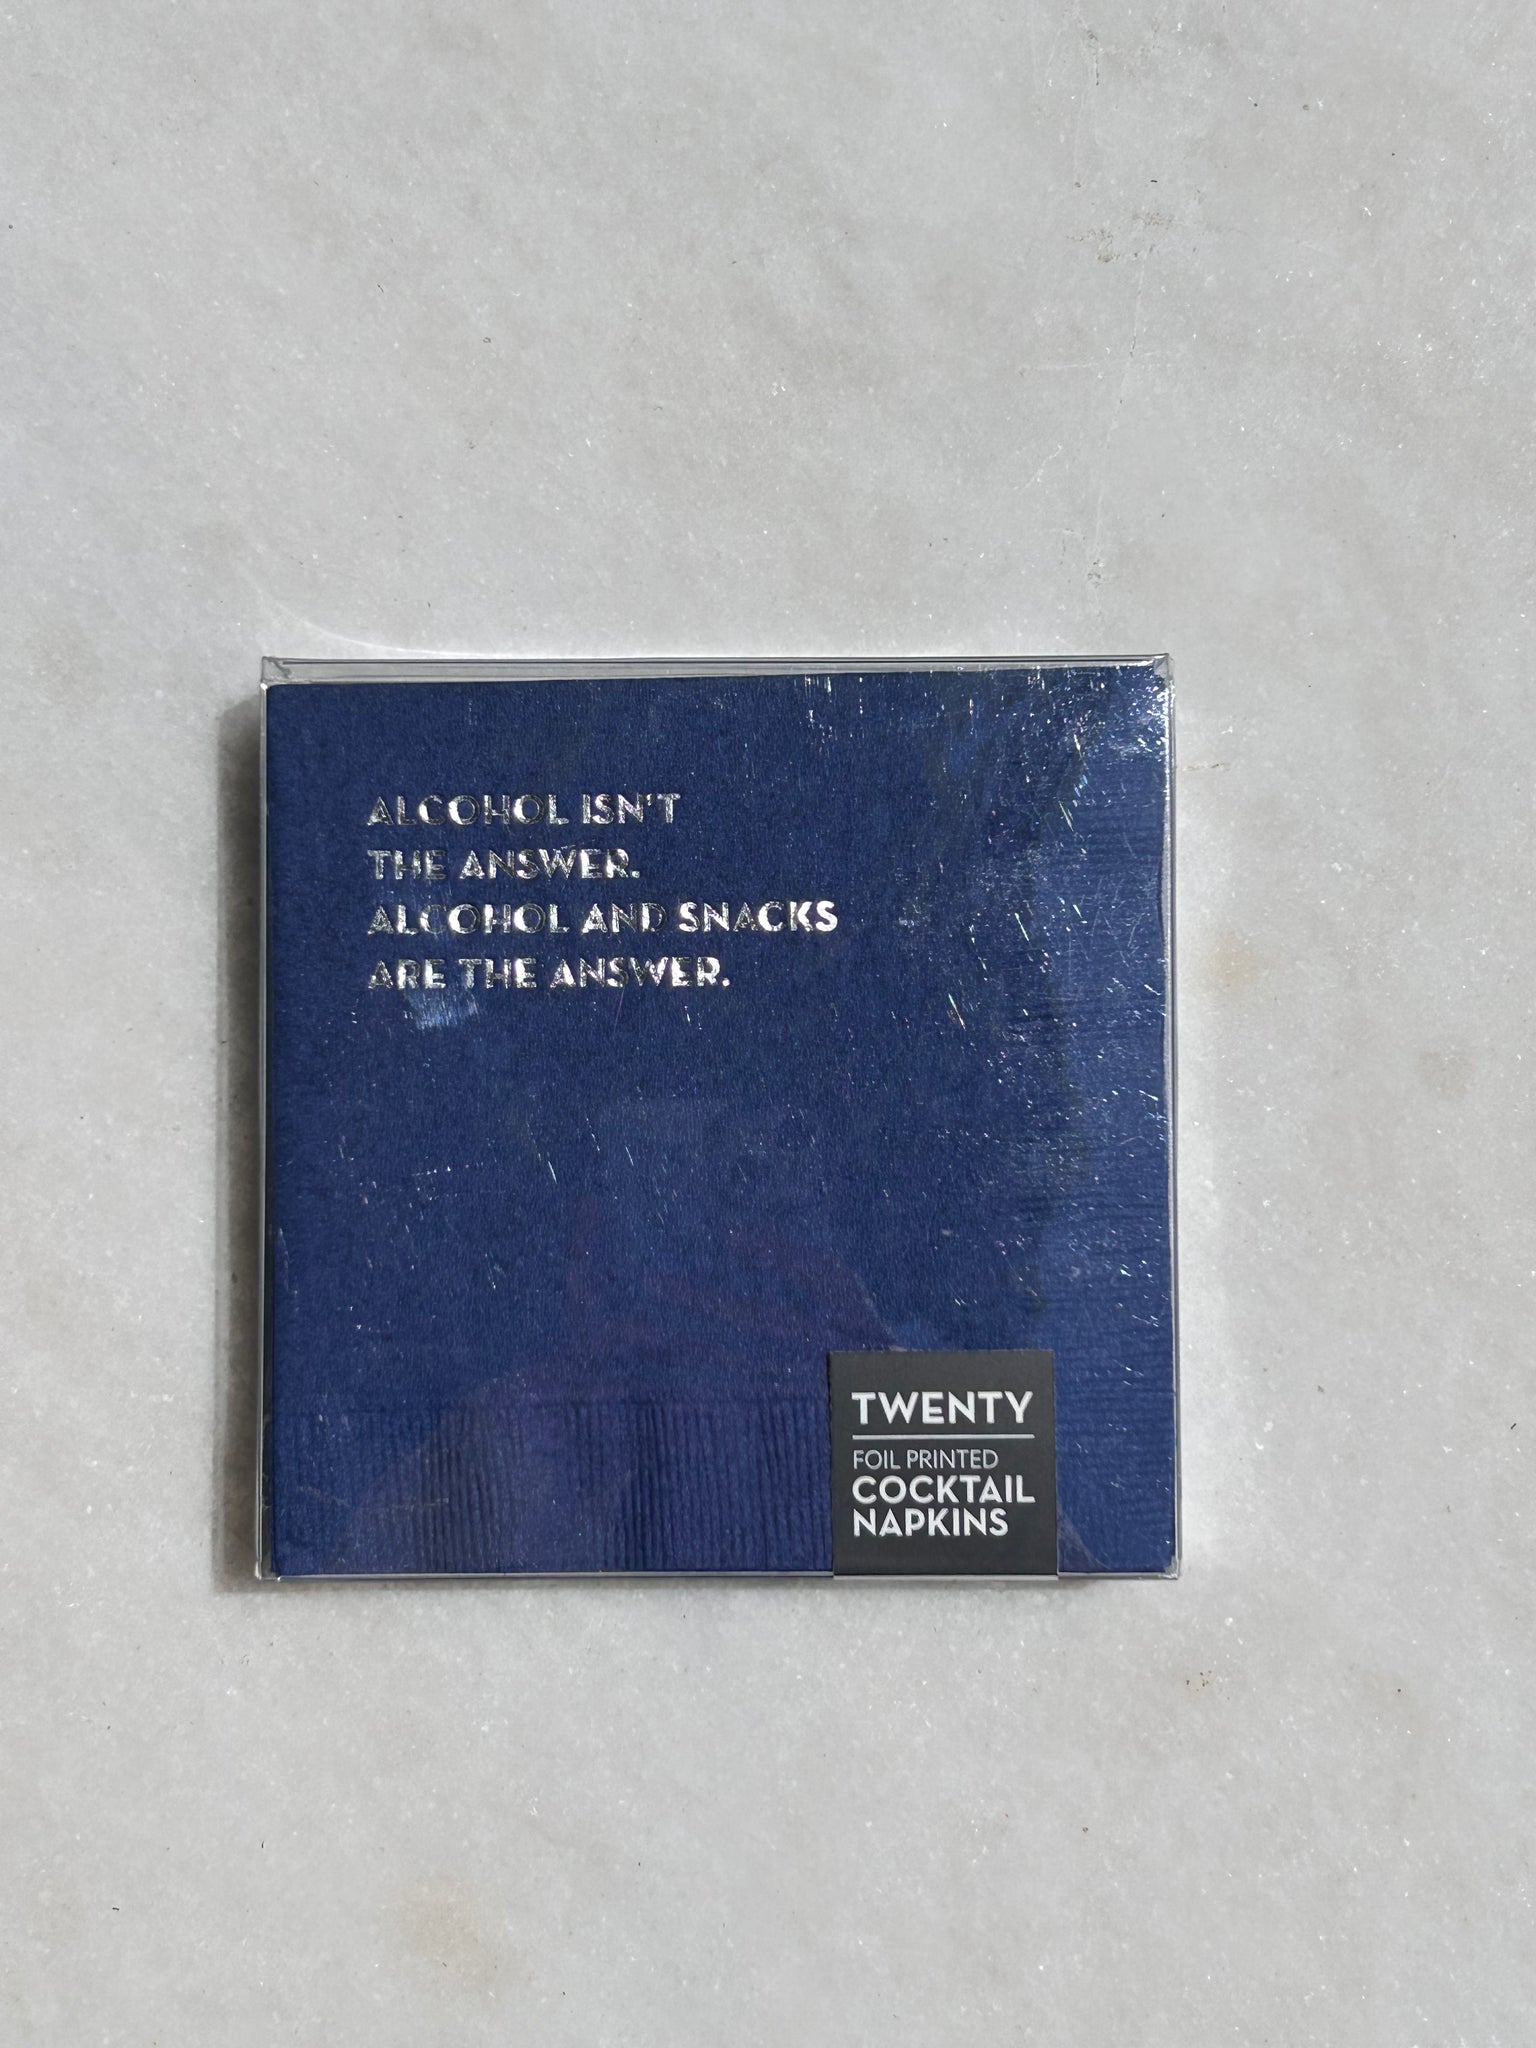 ALCOHOL ISN'T
THE ANSWER.
ALCOHOL AND SNACKS
ARE THE ANSWER.
TWENTY
FOIL PRINTED
COCKTAIL
NAPKINS